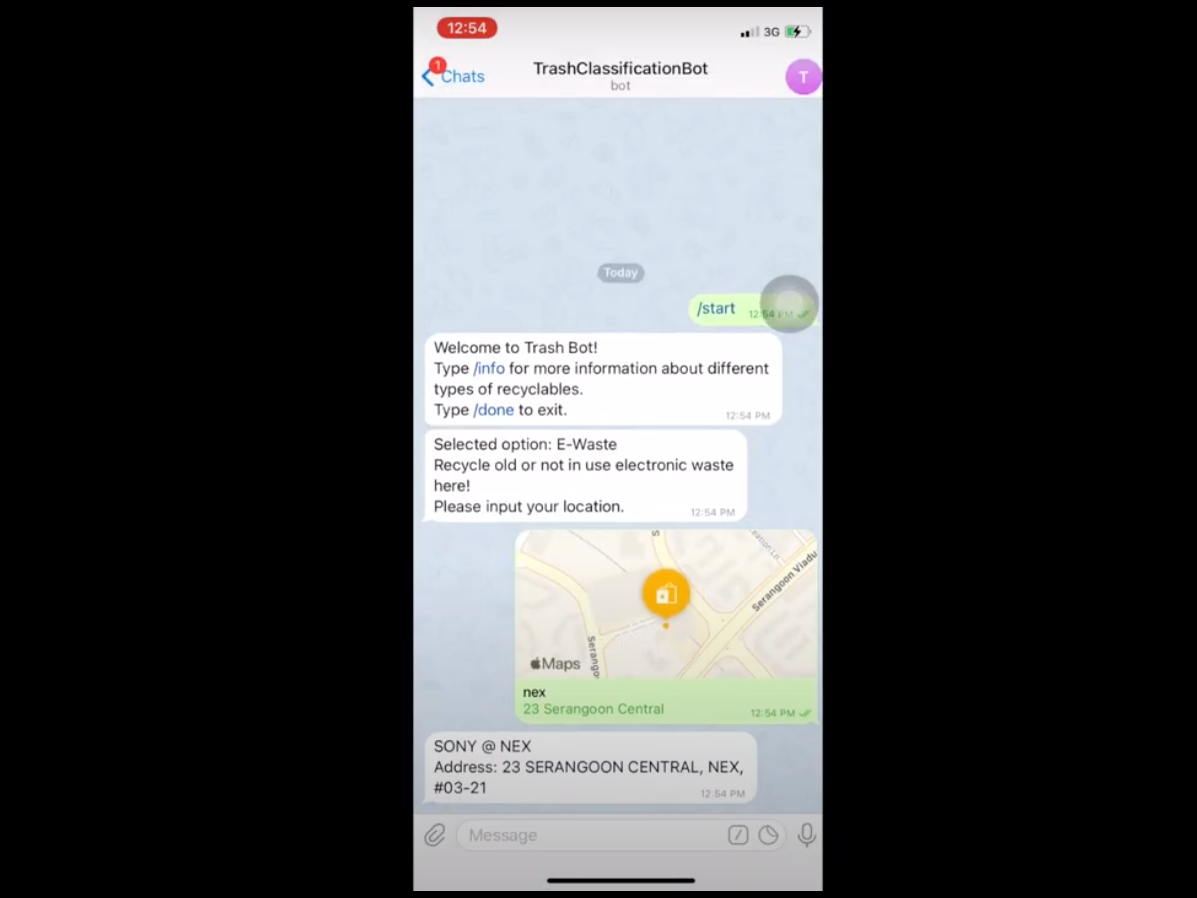 12:54
3G
1
Chats
TrashClassificationBot
bot
T
Today
/start
12:54 PM
Welcome to Trash Bot!
Type /info for more information about different
types of recyclables.
Type /done to exit.
12:54 PM
Selected option: E-Waste
Recycle old or not in use electronic waste
here!
Please input your location.
12:54 PM
Serangoon Viadu
Serango
Maps
nex
23 Serangoon Central
12:54 PM
SONY @ NEX
Address: 23 SERANGOON CENTRAL, NEX,
#03-21
12:54 PM
Message